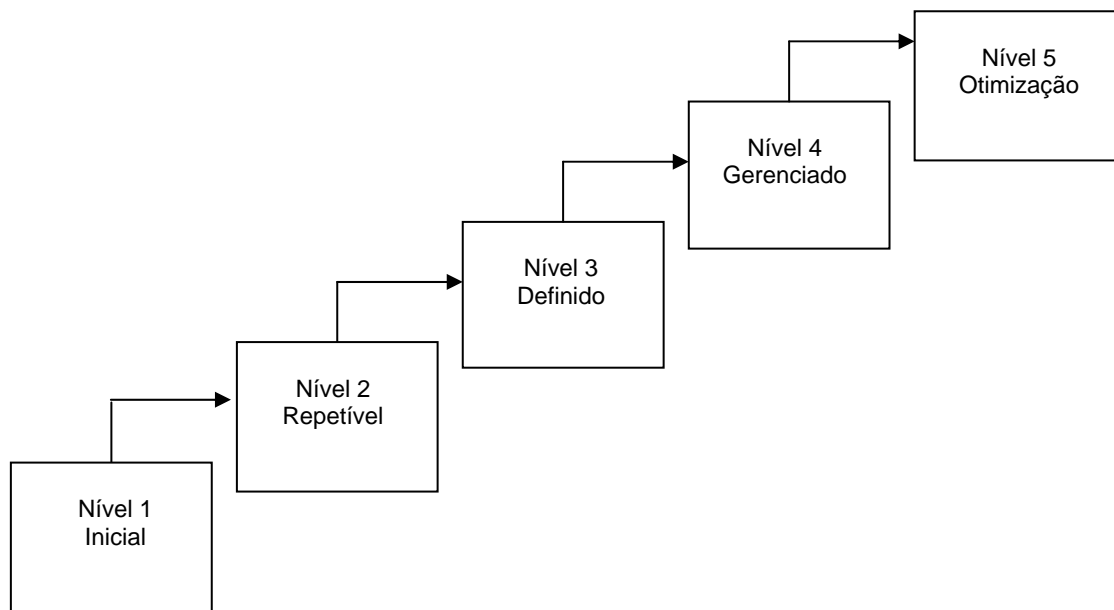 Nível 5
Otimização
Nível 4
Gerenciado
Nível 3
Definido
Nível 2
Repetível
Nível 1
Inicial